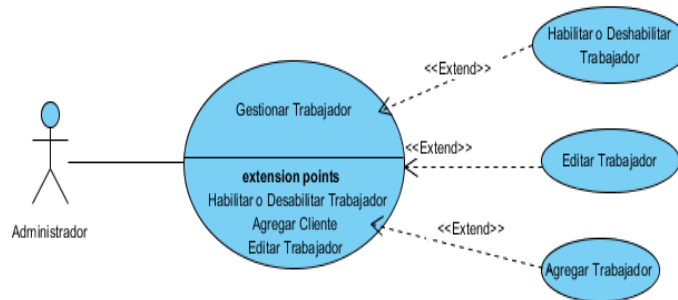 Habilitar o Deshabilitar
Trabajador
<<Extend>>
Gestionar Trabajador
<<Extend>>
Editar Trabajador
extension points
Habilitar o Desabilitar Trabajador
Agregar Cliente
Editar Trabajador
<<Extend>>
Administrador
Agregar Trabajador